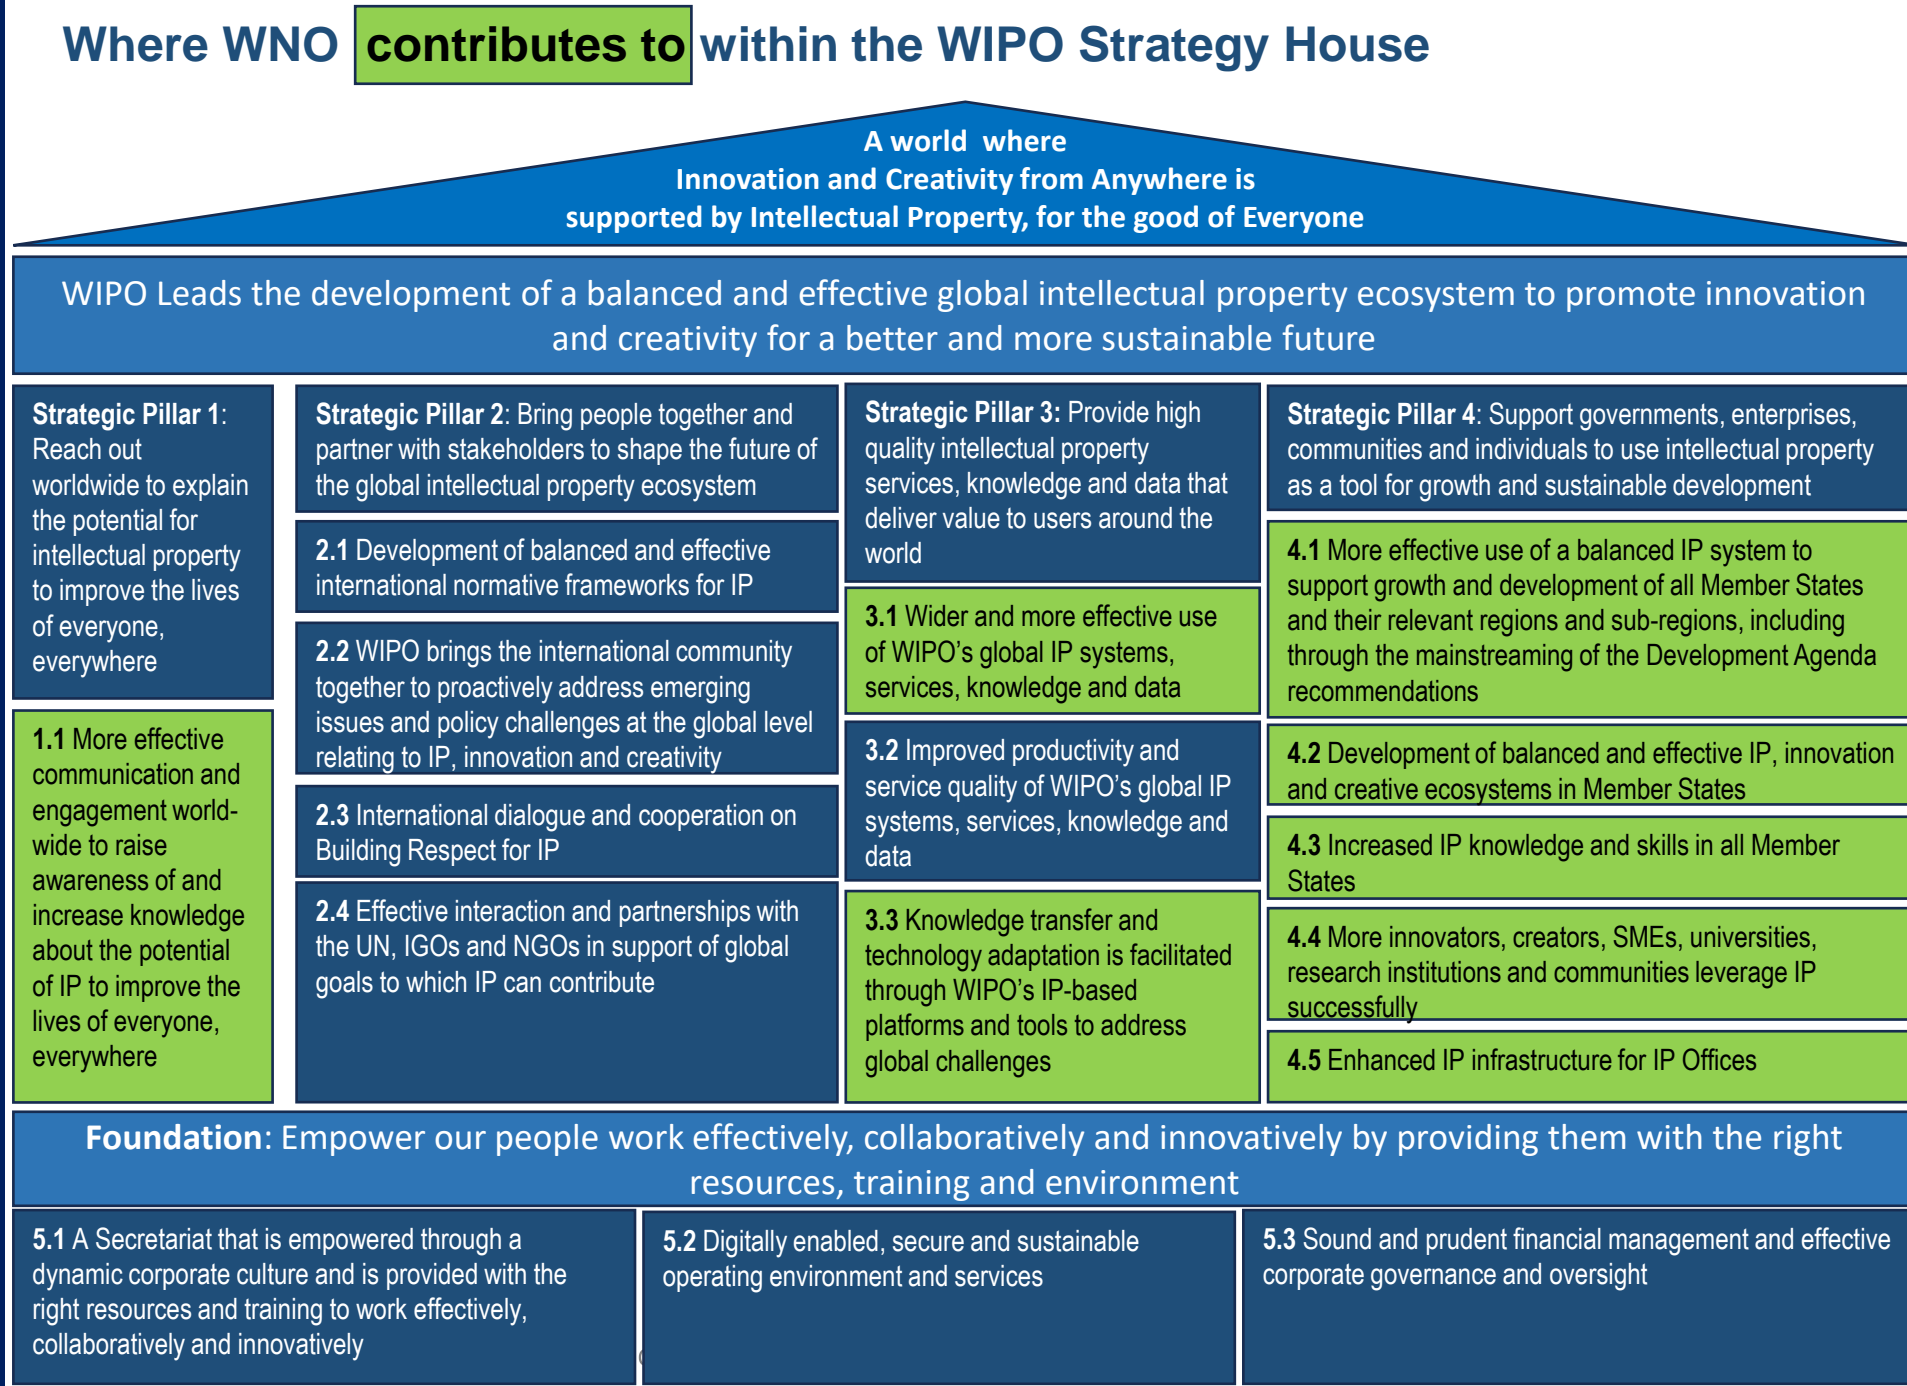 Where WNO contributes to within the WIPO Strategy House
A world where
Innovation and Creativity from Anywhere is
supported by Intellectual Property, for the good of Everyone
WIPO Leads the development of a balanced and effective global intellectual property ecosystem to promote innovation
and creativity for a better and more sustainable future
Strategic Pillar 1:
Reach out
worldwide to explain
the potential for
intellectual property
to improve the lives
of everyone,
everywhere
1.1 More effective
communication and
engagement world-
wide to raise
awareness of and
increase knowledge
about the potential
of IP to improve the
lives of everyone,
everywhere
Strategic Pillar 2: Bring people together and
partner with stakeholders to shape the future of
the global intellectual property ecosystem
2.1 Development of balanced and effective
international normative frameworks for IP
2.2 WIPO brings the international community
together to proactively address emerging
issues and policy challenges at the global level
relating to IP, innovation and creativity
2.3 International dialogue and cooperation on
Building Respect for IP
2.4 Effective interaction and partnerships with
the UN, IGOs and NGOs in support of global
goals to which IP can contribute
Strategic Pillar 3: Provide high
quality intellectual property
services, knowledge and data that
deliver value to users around the
world
3.1 Wider and more effective use
of WIPO's global IP systems,
services, knowledge and data
3.2 Improved productivity and
service quality of WIPO's global IP
systems, services, knowledge and
data
3.3 Knowledge transfer and
technology adaptation is facilitated
through WIPO's IP-based
platforms and tools to address
global challenges
Strategic Pillar 4: Support governments, enterprises,
communities and individuals to use intellectual property
as a tool for growth and sustainable development
4.1 More effective use of a balanced IP system to
support growth and development of all Member States
and their relevant regions and sub-regions, including
through the mainstreaming of the Development Agenda
recommendations
4.2 Development of balanced and effective IP, innovation
and creative ecosystems in Member States
4.3 Increased IP knowledge and skills in all Member
States
4.4 More innovators, creators, SMEs, universities,
research institutions and communities leverage IP
successfully
4.5 Enhanced IP infrastructure for IP Offices
Foundation: Empower our people work effectively, collaboratively and innovatively by providing them with the right
resources, training and environment
5.1 A Secretariat that is empowered through a
dynamic corporate culture and is provided with the
right resources and training to work effectively,
collaboratively and innovatively
5.2 Digitally enabled, secure and sustainable
operating environment and services
5.3 Sound and prudent financial management and effective
corporate governance and oversight